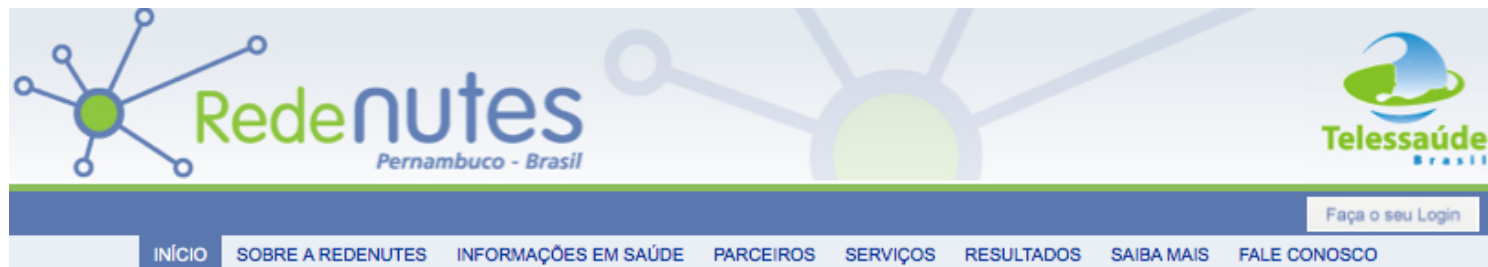 Redenutes
Pernambuco - Brasil
Telessaúde
Brasil
Faça o seu Login
INÍCIO SOBRE A REDENUTES INFORMAÇÕES EM SAÚDE PARCEIROS SERVIÇOS RESULTADOS SAIBA MAIS FALE CONOSCO